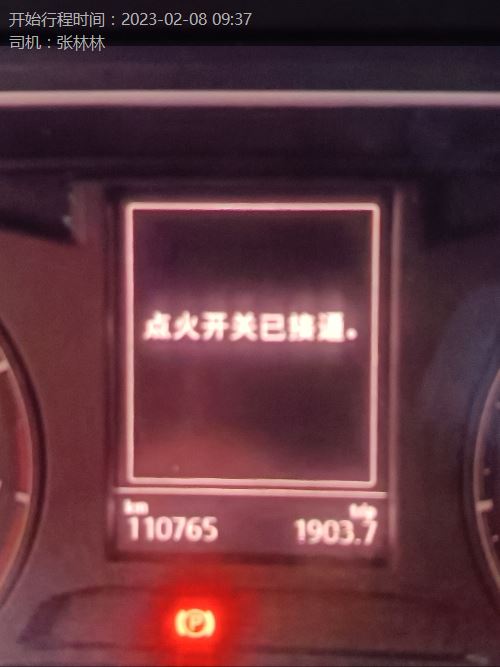 开始行程时间：2023-02-08 09:37
司机：张林林
点火开关已接通。
km trip
110765 1903.7
(P)